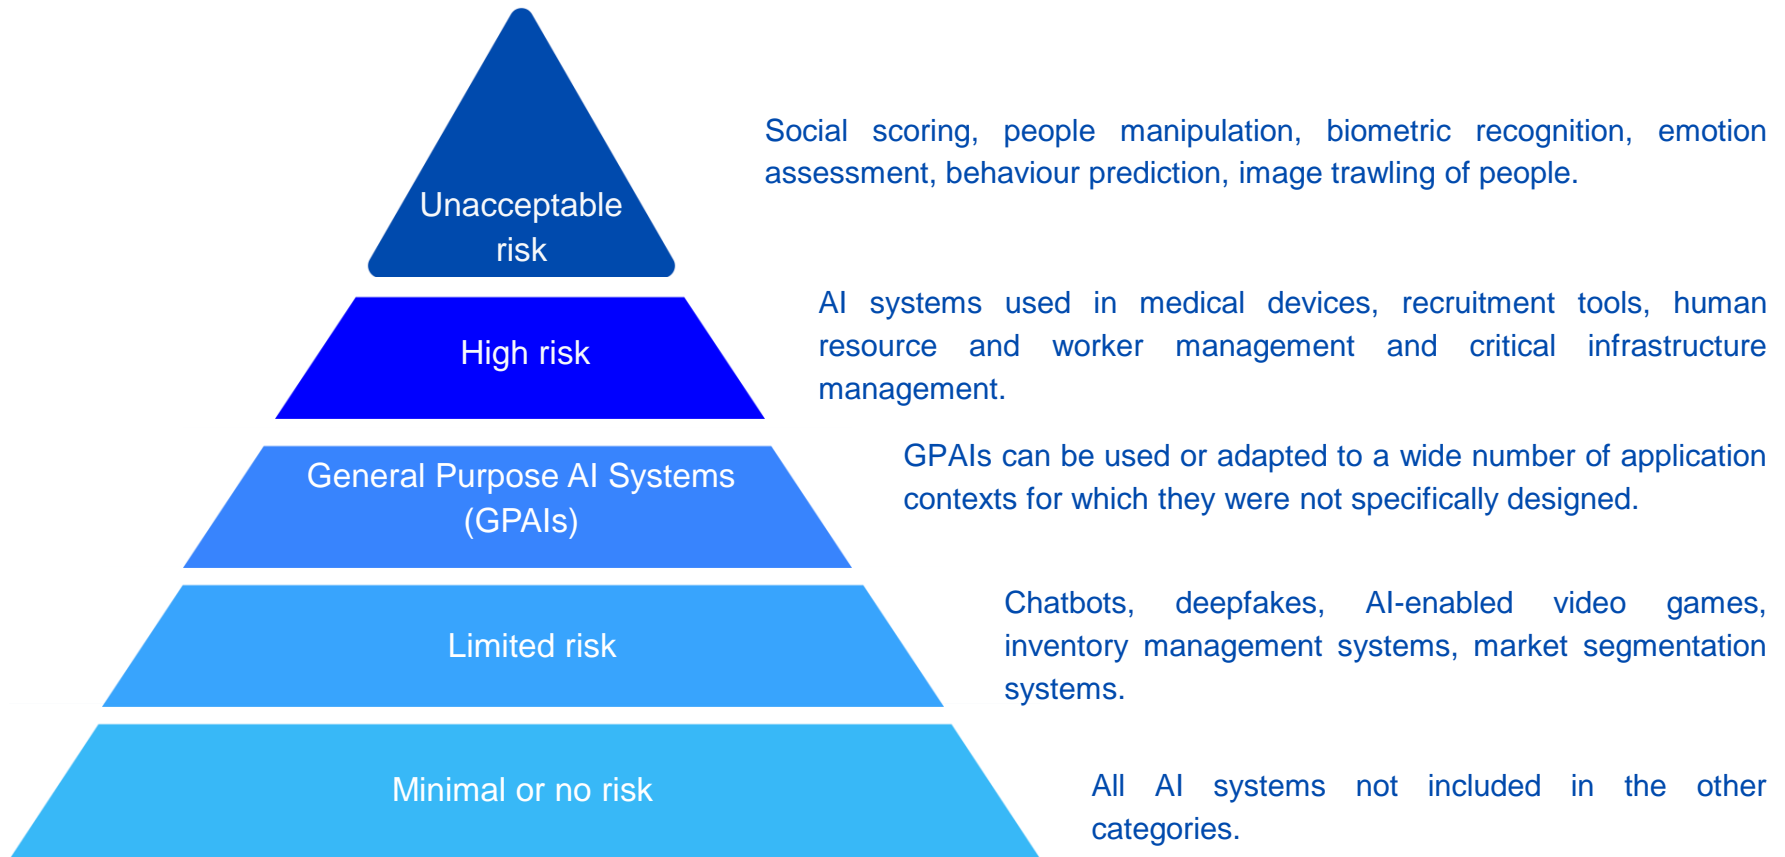 Unacceptable
risk
Social scoring, people manipulation, biometric recognition, emotion
assessment, behaviour prediction, image trawling of people.
High risk
AI systems used in medical devices, recruitment tools, human
resource and worker management and critical infrastructure
management.
General Purpose AI Systems
(GPAIs)
GPAIs can be used or adapted to a wide number of application
contexts for which they were not specifically designed.
Limited risk
Chatbots, deepfakes, AI-enabled video games,
inventory management systems, market segmentation
systems.
Minimal or no risk
All AI systems not included in the other
categories.